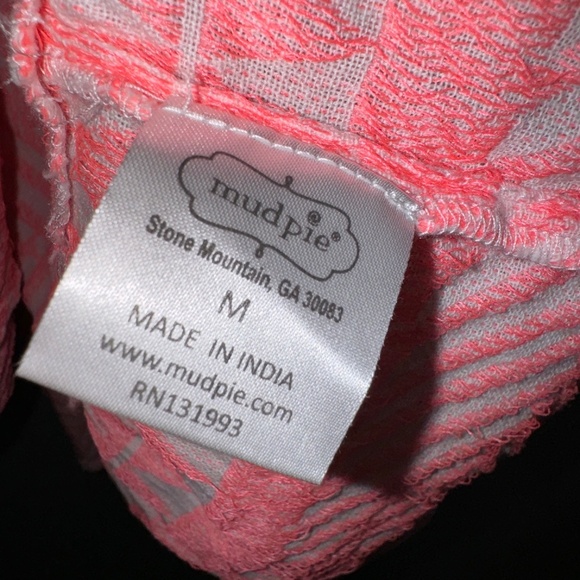 mudpie®
Stone Mountain, GA 30083
M
MADE IN INDIA
www.mudpie.com
RN131993